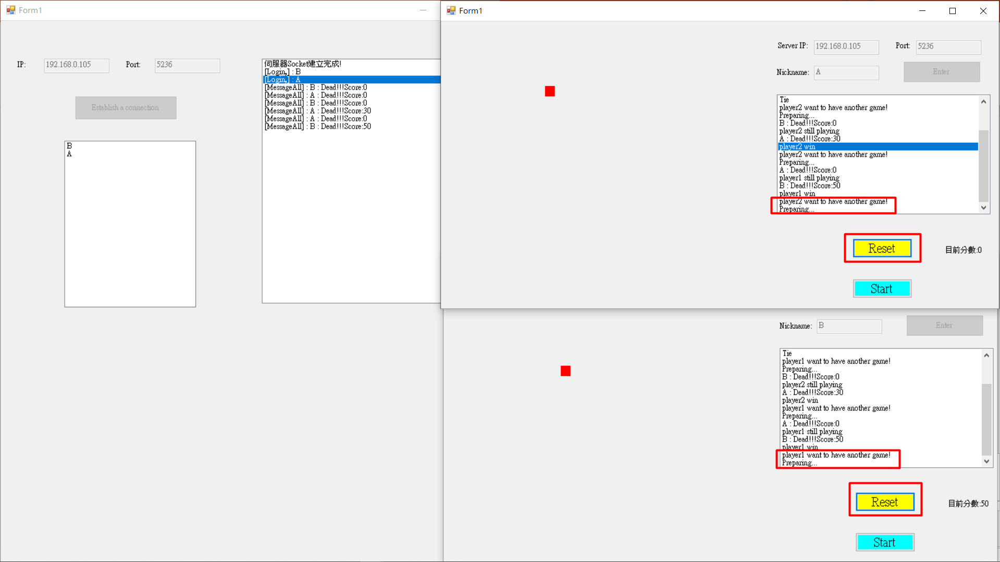 Form1
IP:
192.168.0.105
Port:
5236
Establish a connection
B
A
伺服器Socket建立完成!
[Login,] : B
[Login,] : A
[MessageAll] : B : Dead!!!Score:0
[MessageAll] : A : Dead!!!Score:0
[MessageAll] : B : Dead!!!Score:0
[MessageAll] : A : Dead!!!Score:30
[MessageAll] : A : Dead!!!Score:0
[MessageAll] : B : Dead!!!Score:50
Form1
Server IP:
192.168.0.105
Port:
5236
Nickname:
A
Enter
Tie
player2 want to have another game!
Preparing...
B : Dead!!!Score:0
player2 still playing
A : Dead!!!Score:30
player2 win
player2 want to have another game!
Preparing...
A : Dead!!!Score:0
player1 still playing
B : Dead!!!Score:50
player1 win
player2 want to have another game!
Preparing...
Reset
目前分數:0
Start
Nickname:
B
Enter
Tie
player1 want to have another game!
Preparing...
B : Dead!!!Score:0
player2 still playing
A : Dead!!!Score:30
player2 win
player1 want to have another game!
Preparing...
A : Dead!!!Score:0
player1 still playing
B : Dead!!!Score:50
player1 win
player1 want to have another game!
Preparing...
Reset
目前分數:50
Start